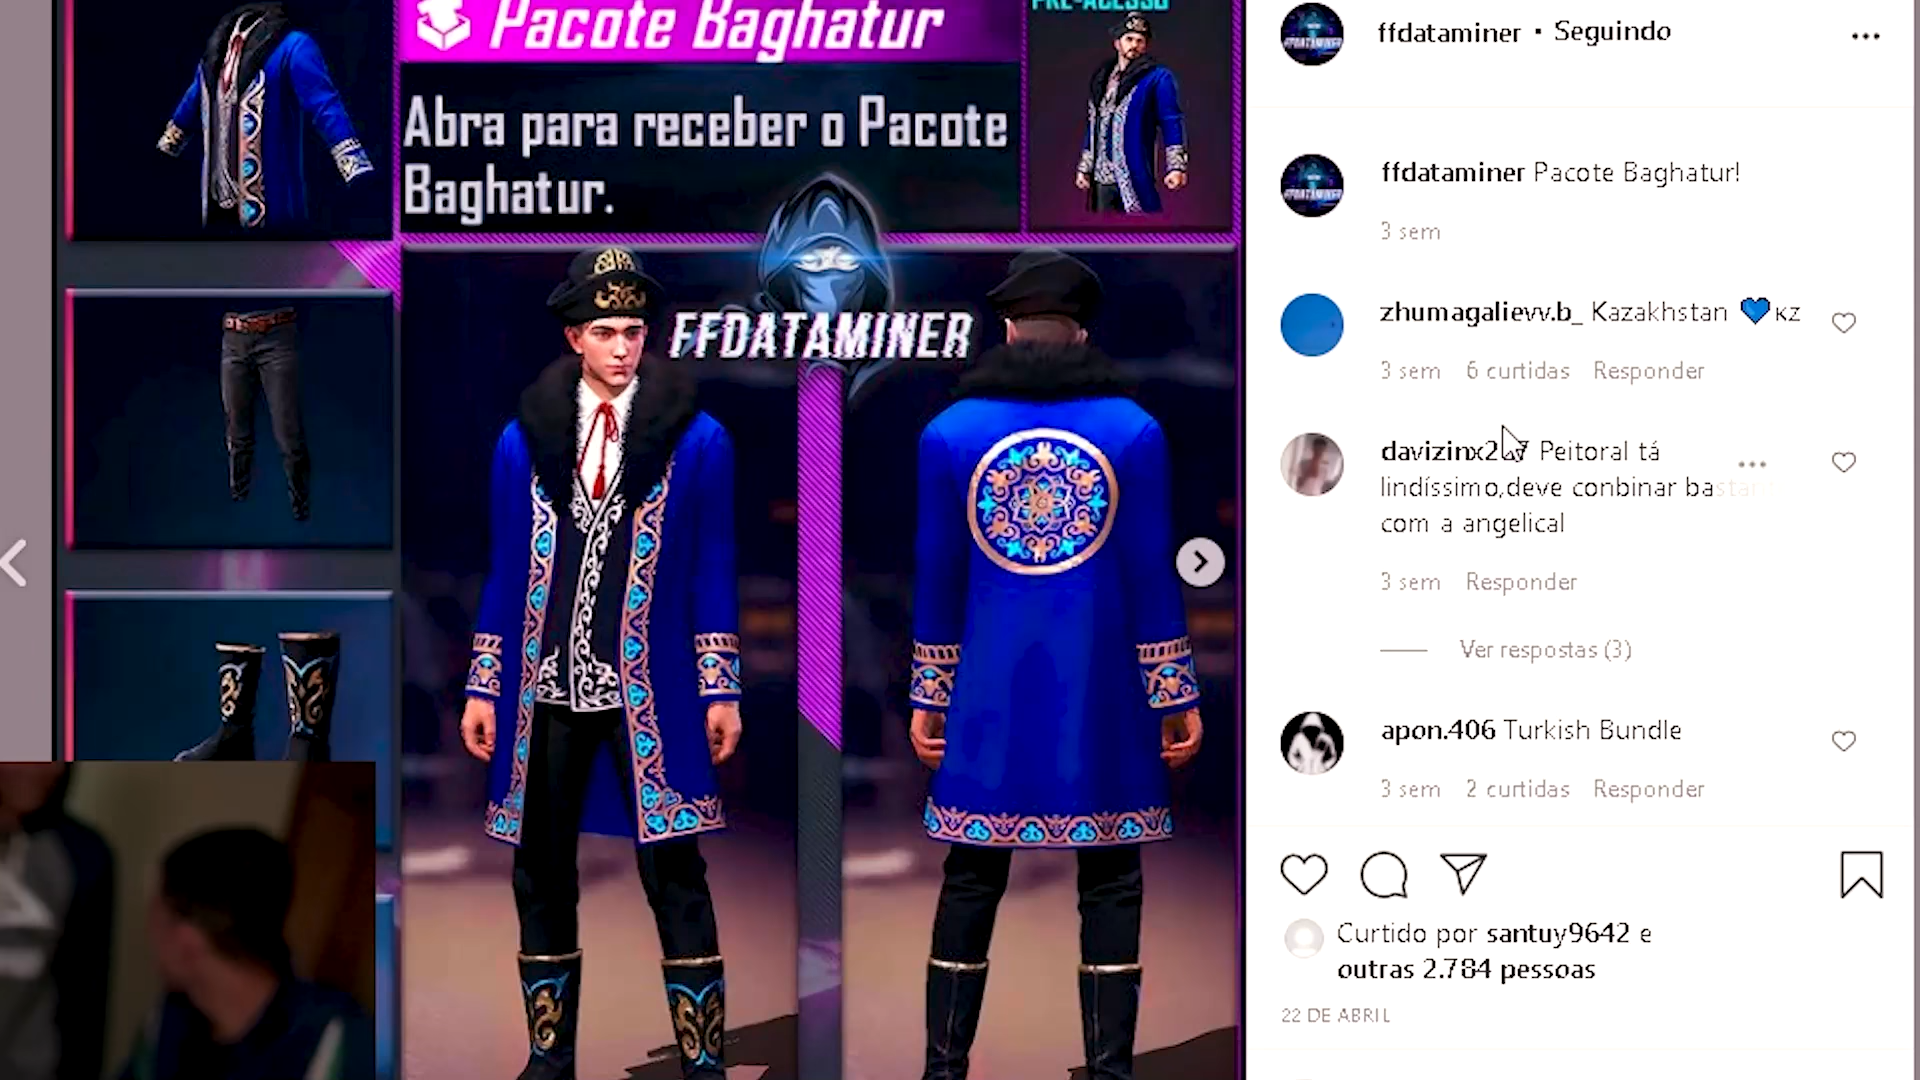 Pacote Baghatur
PRÉ-ACESSO
Abra para receber o Pacote
Baghatur.
FFDATAMINER
ffdataminer • Seguindo
ffdataminer Pacote Baghatur!
3 sem
zhumagalievv.b_ Kazakhstan 💙 KZ
3 sem 6 curtidas Responder
Peitoral tá
lindíssimo,deve conbinar
com a angelical
3 sem Responder
Ver respostas (3)
apon.406 Turkish Bundle
3 sem 2 curtidas Responder
Curtido por santuy9642 e
outras 2.784 pessoas
22 DE ABRIL